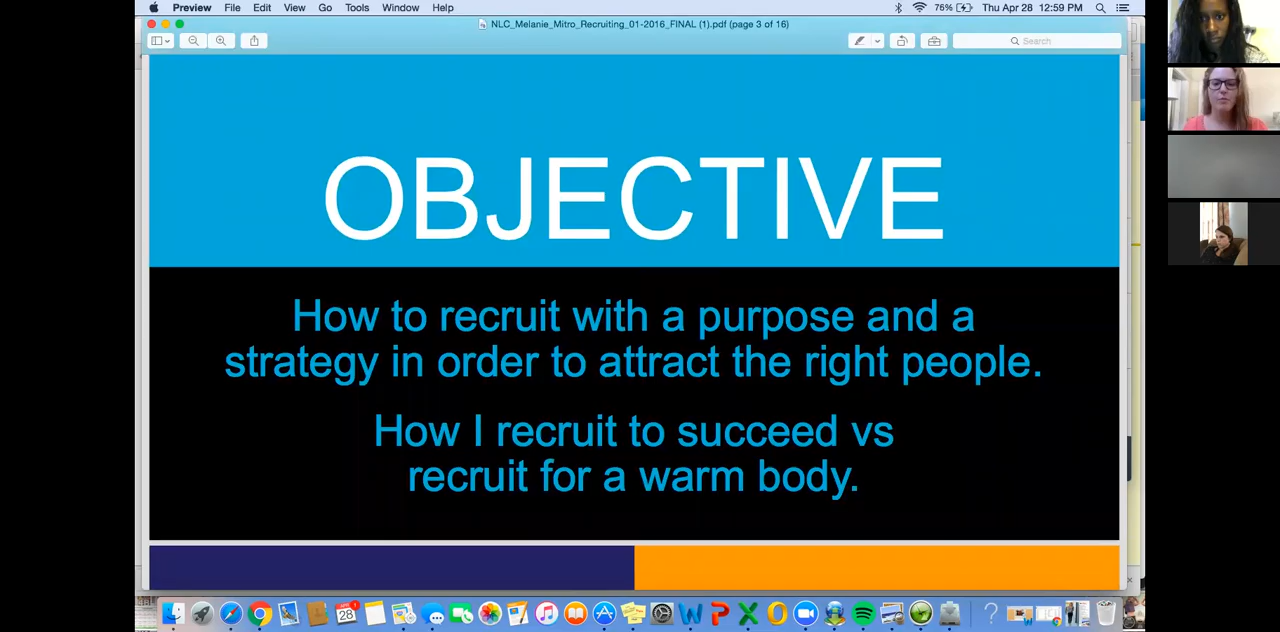 Preview File Edit View Go Tools Window Help
76% Thu Apr 28 12:59 PM
NLC_Melanie_Mitro_Recruiting_01-2016_FINAL (1).pdf (page 3 of 16)
Search
OBJECTIVE
How to recruit with a purpose and a
strategy in order to attract the right people.
How I recruit to succeed vs
recruit for a warm body.
28